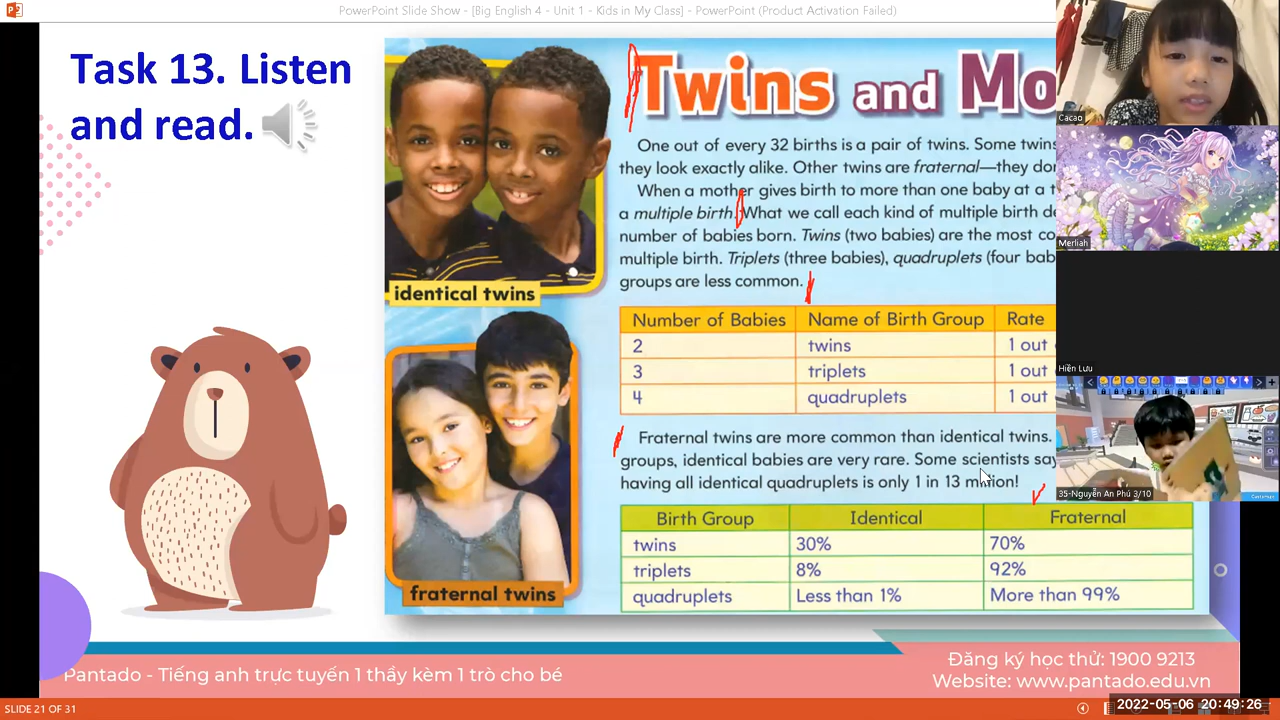 PowerPoint Slide Show - [Big English 4 - Unit 1 - Kids in My Class] - PowerPoint (Product Activation Failed)
Task 13. Listen
and read.
Twins and Mo
One out of every 32 births is a pair of twins. Some twins
they look exactly alike. Other twins are fraternal—they do
When a mother gives birth to more than one baby at a t
a multiple birth. What we call each kind of multiple birth de
number of babies born. Twins (two babies) are the most co
multiple birth. Triplets (three babies), quadruplets (four bab
groups are less common.
identical twins
Number of Babies Name of Birth Group Rate
2 twins 1 out
3 triplets 1 out
4 quadruplets 1 out
Fraternal twins are more common than identical twins.
groups, identical babies are very rare. Some scientists say
having all identical quadruplets is only 1 in 13 million!
Birth Group Identical Fraternal
twins 30% 70%
triplets 8% 92%
quadruplets Less than 1% More than 99%
fraternal twins
Cacao
Merliah
Hiền Lưu
35-Nguyễn An Phú 3/10
Pantado - Tiếng anh trực tuyến 1 thầy kèm 1 trò cho bé
Đăng ký học thử: 1900 9213
Website: www.pantado.edu.vn
SLIDE 21 OF 31
2022-05-06 20:49:26